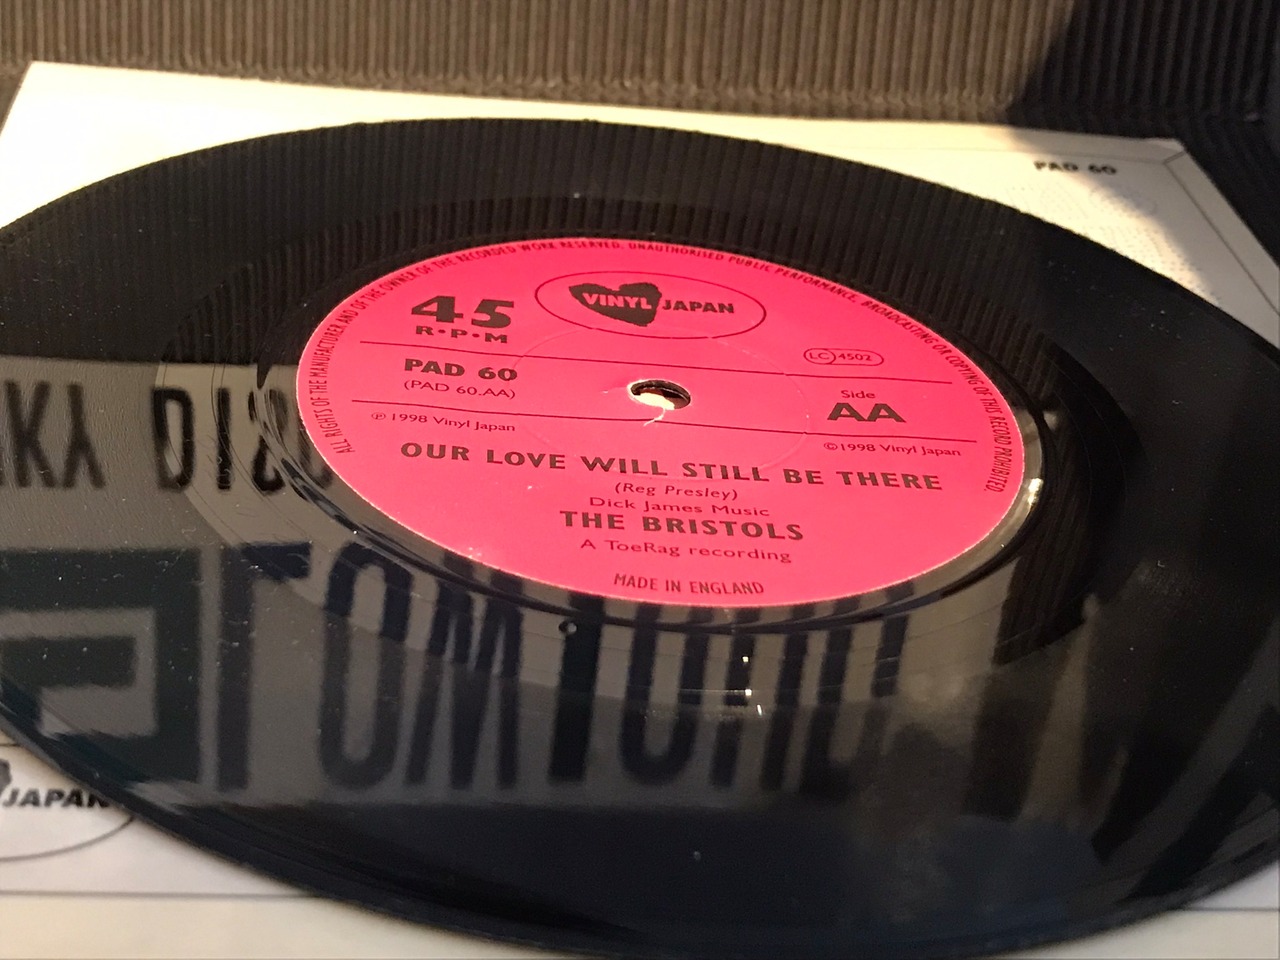 PAD 60
ALL RIGHTS OF THE MANUFACTURER AND OF THE OWNER OF THE RECORDED WORK RESERVED. UNAUTHORISED PUBLIC PERFORMANCE, BROADCASTING OR COPYING OF THIS RECORD PROHIBITED.
45
R•P•M
VINYL JAPAN
LC 4502
PAD 60
(PAD 60.AA)
Side
AA
℗ 1998 Vinyl Japan
© 1998 Vinyl Japan
OUR LOVE WILL STILL BE THERE
(Reg Presley)
Dick James Music
THE BRISTOLS
A ToeRag recording
MADE IN ENGLAND
JAPAN